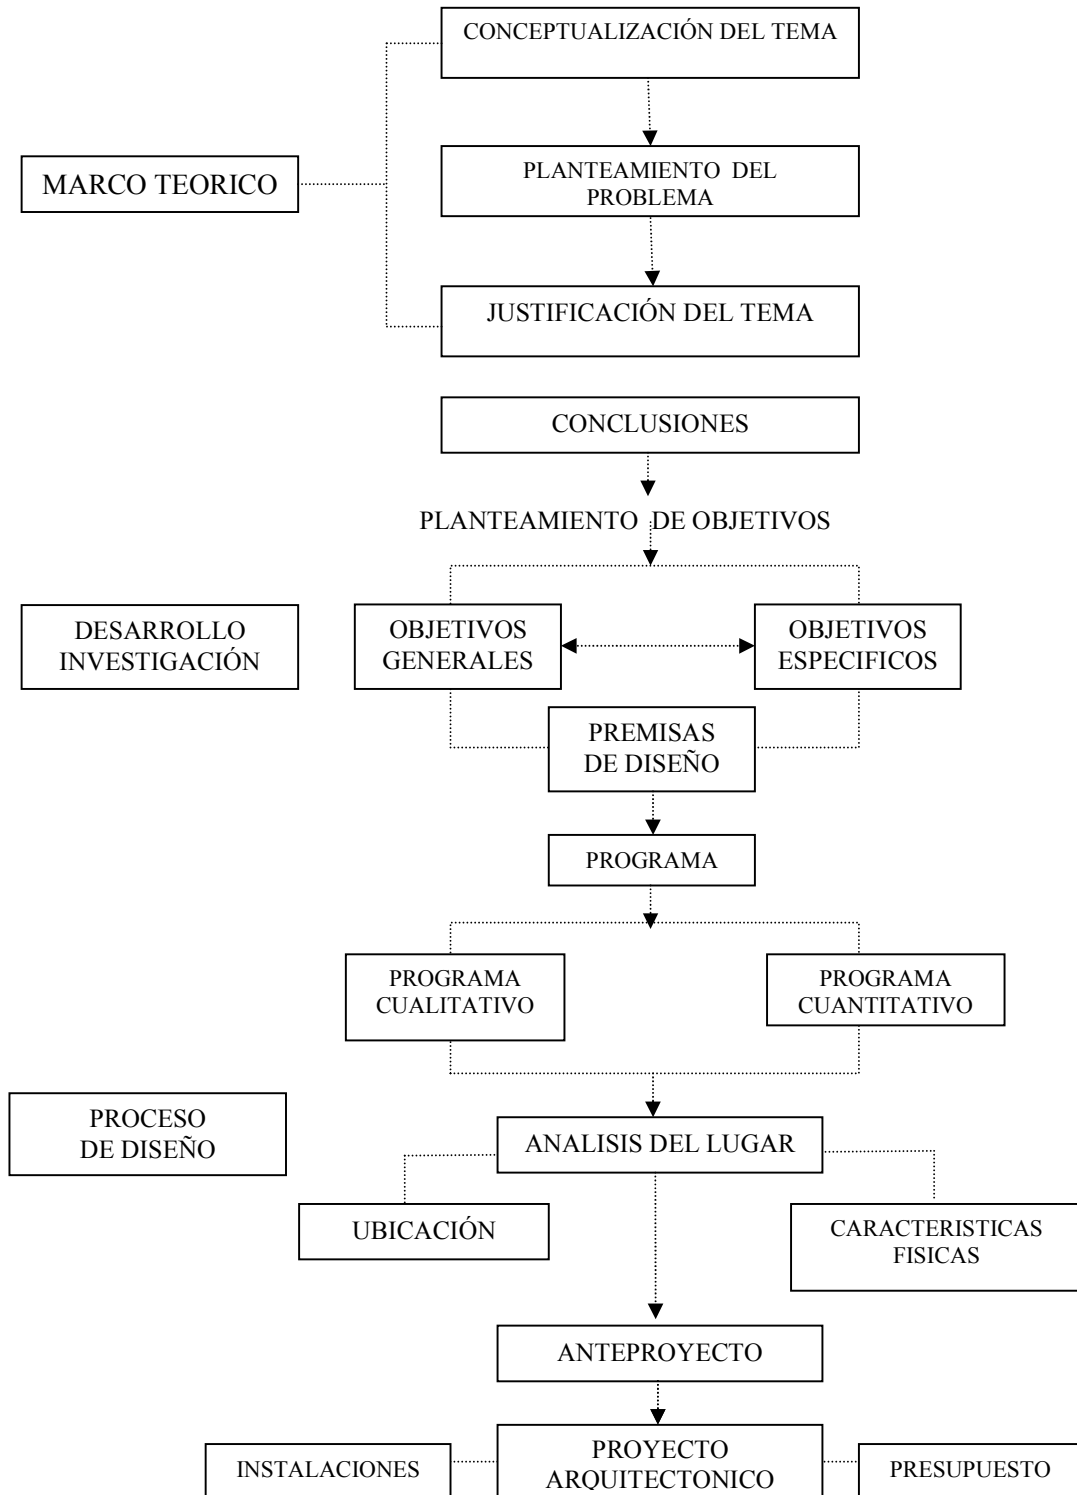 CONCEPTUALIZACIÓN DEL TEMA
MARCO TEORICO
PLANTEAMIENTO DEL
PROBLEMA
JUSTIFICACIÓN DEL TEMA
CONCLUSIONES
PLANTEAMIENTO DE OBJETIVOS
DESARROLLO
INVESTIGACIÓN
OBJETIVOS
GENERALES
OBJETIVOS
ESPECIFICOS
PREMISAS
DE DISEÑO
PROGRAMA
PROGRAMA
CUALITATIVO
PROGRAMA
CUANTITATIVO
PROCESO
DE DISEÑO
ANALISIS DEL LUGAR
UBICACIÓN
CARACTERISTICAS
FISICAS
ANTEPROYECTO
INSTALACIONES
PROYECTO
ARQUITECTONICO
PRESUPUESTO